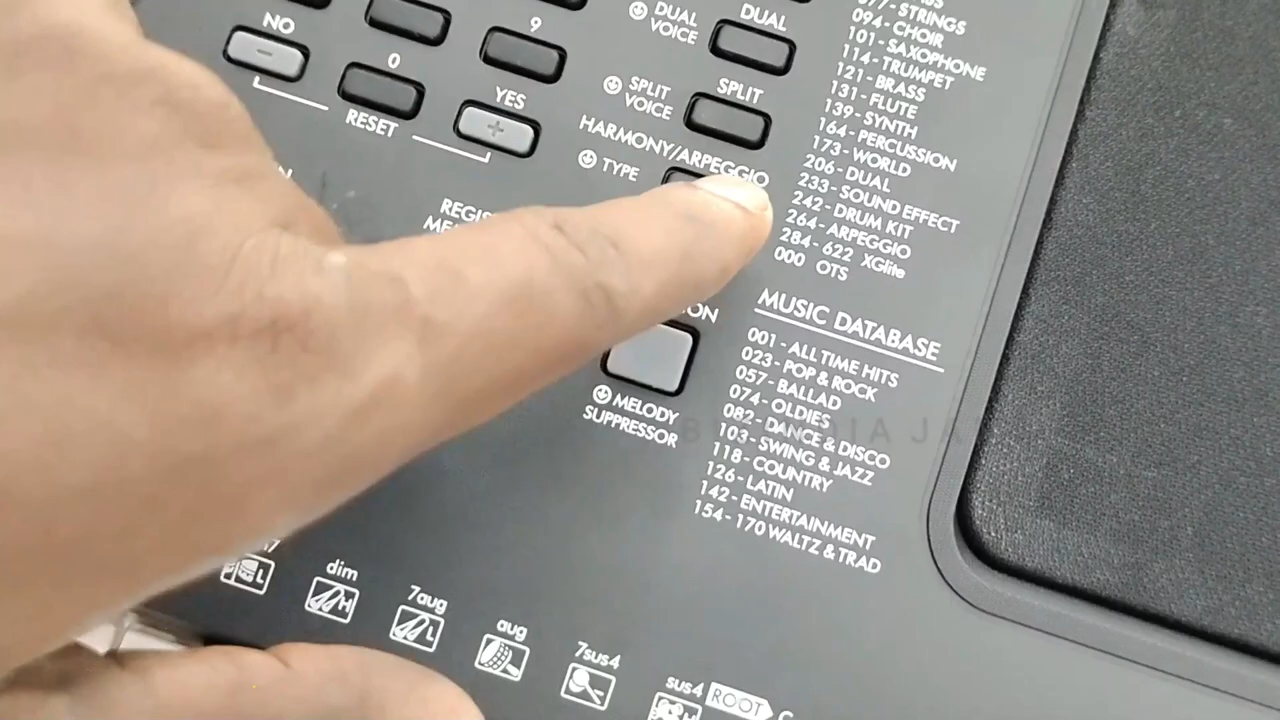 NO
9
0
YES
RESET
DUAL
VOICE
DUAL
SPLIT
VOICE
SPLIT
HARMONY/ARPEGGIO
TYPE
MELODY
SUPPRESSOR
077 - STRINGS
094 - CHOIR
101 - SAXOPHONE
114 - TRUMPET
121 - BRASS
131 - FLUTE
139 - SYNTH
164 - PERCUSSION
173 - WORLD
206 - DUAL
233 - SOUND EFFECT
242 - DRUM KIT
264 - ARPEGGIO
284 - 622 XGlite
000 OTS
MUSIC DATABASE
001 - ALL TIME HITS
023 - POP & ROCK
057 - BALLAD
074 - OLDIES
082 - DANCE & DISCO
103 - SWING & JAZZ
118 - COUNTRY
126 - LATIN
142 - ENTERTAINMENT
154 - 170 WALTZ & TRAD
L
dim
H
7aug
L
aug
7sus4
sus4
ROOT
C